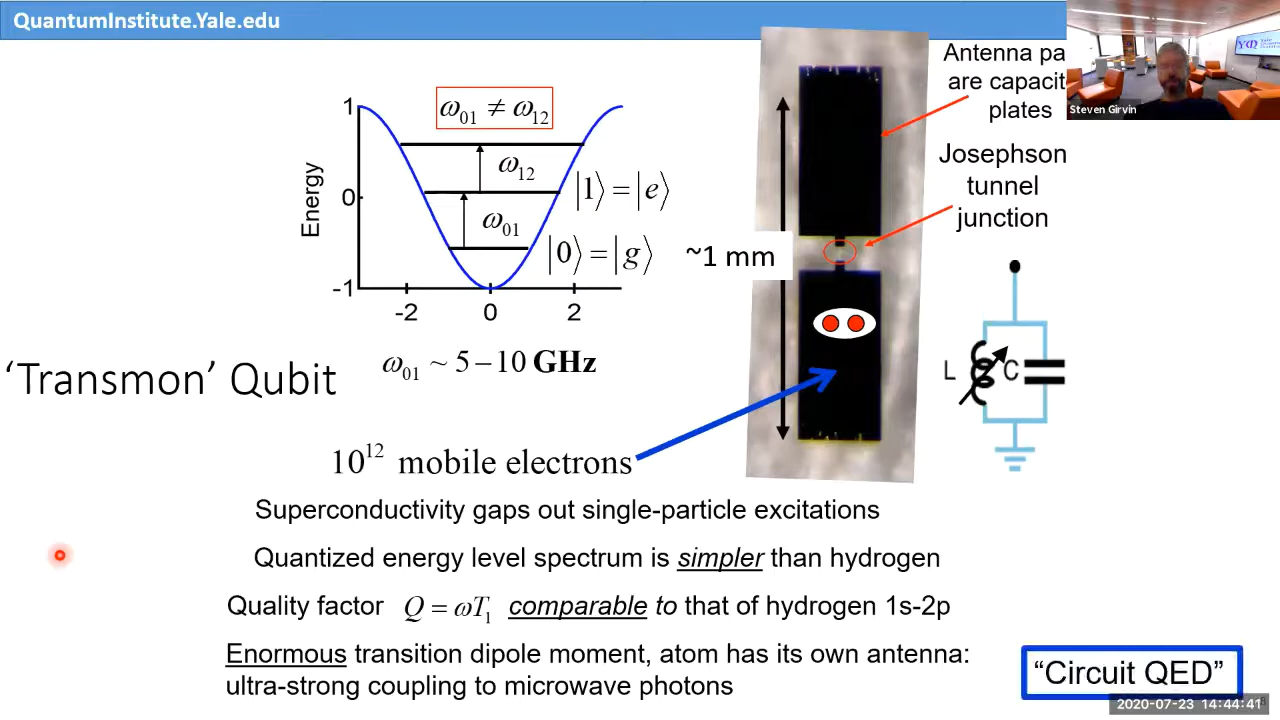 QuantumInstitute.Yale.edu
Antenna pa
are capacit
plates
Steven Girvin
Josephson
tunnel
junction
1
0
-1
Energy
ω01 ≠ ω12
ω12
ω01
|1⟩ = |e⟩
|0⟩ = |g⟩
-2 0 2
~1 mm
L C
‘Transmon’ Qubit
ω01 ~ 5 – 10 GHz
10¹² mobile electrons
Superconductivity gaps out single-particle excitations
Quantized energy level spectrum is simpler than hydrogen
Quality factor Q = ωT1 comparable to that of hydrogen 1s-2p
Enormous transition dipole moment, atom has its own antenna:
ultra-strong coupling to microwave photons
“Circuit QED”
2020-07-23 14:44:41
8